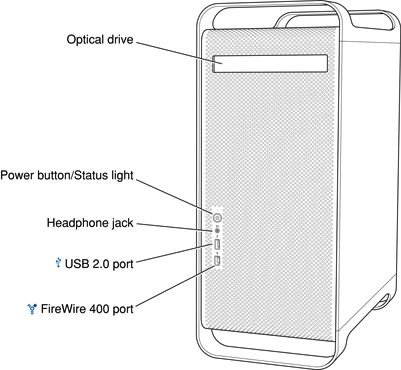 Optical drive
Power button/Status light
Headphone jack
USB 2.0 port
FireWire 400 port